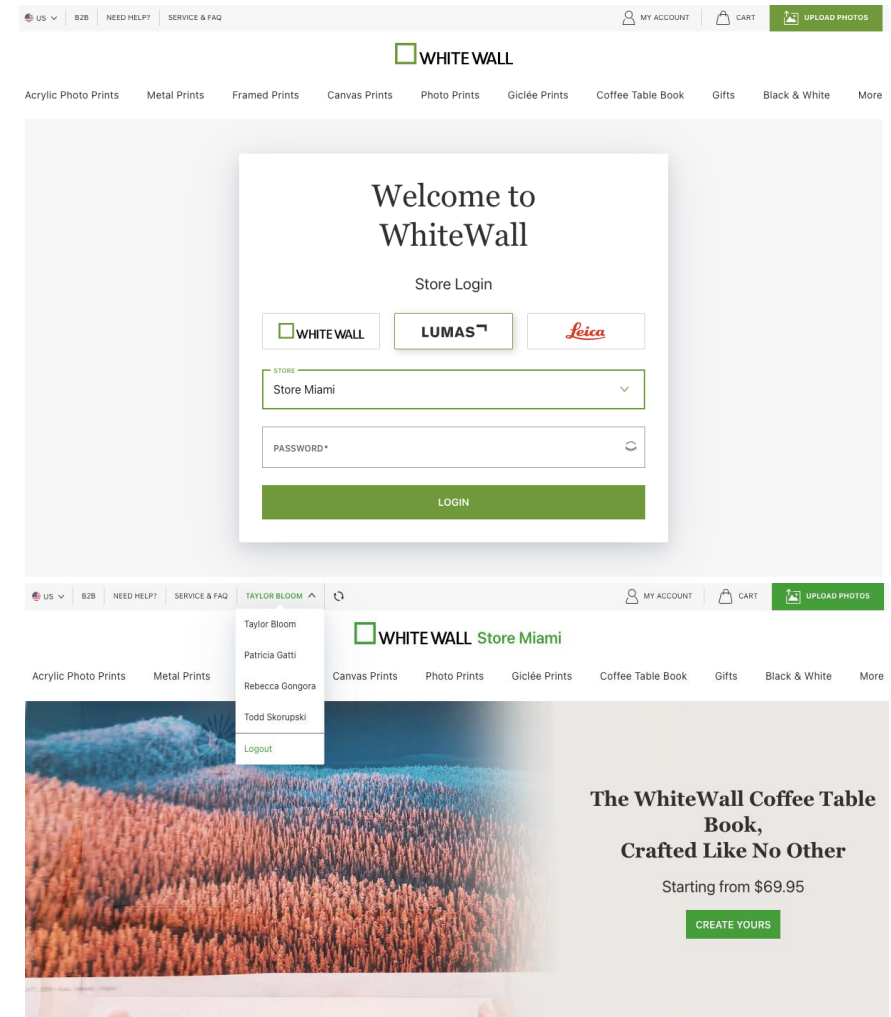 US
B2B
NEED HELP?
SERVICE & FAQ
MY ACCOUNT
CART
UPLOAD PHOTOS
WHITE WALL
Acrylic Photo Prints
Metal Prints
Framed Prints
Canvas Prints
Photo Prints
Giclée Prints
Coffee Table Book
Gifts
Black & White
More
Welcome to
WhiteWall
Store Login
WHITE WALL
LUMAS
Leica
STORE
Store Miami
PASSWORD*
LOGIN
US
B2B
NEED HELP?
SERVICE & FAQ
TAYLOR BLOOM
MY ACCOUNT
CART
UPLOAD PHOTOS
Taylor Bloom
Patricia Gatti
Rebecca Gongora
Todd Skorupski
Logout
WHITE WALL Store Miami
Acrylic Photo Prints
Metal Prints
Canvas Prints
Photo Prints
Giclée Prints
Coffee Table Book
Gifts
Black & White
More
The WhiteWall Coffee Table
Book,
Crafted Like No Other
Starting from $69.95
CREATE YOURS